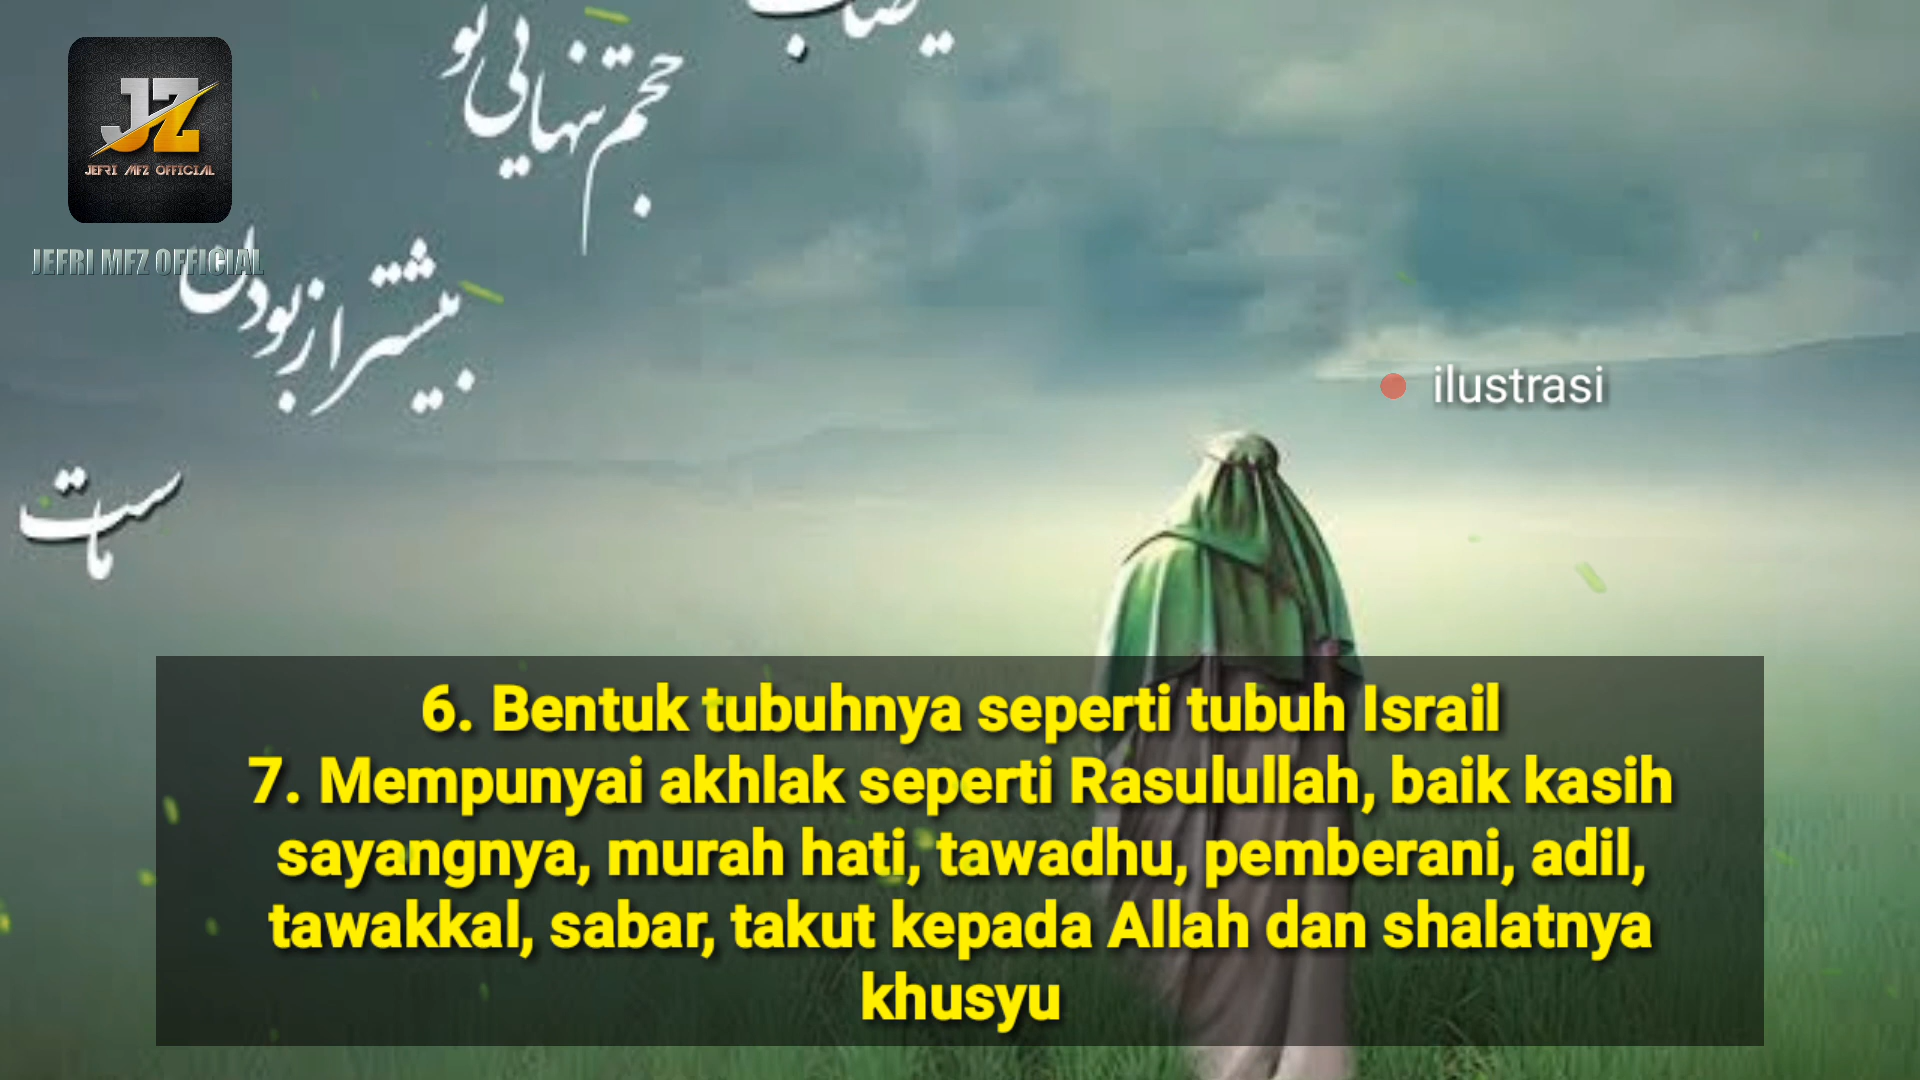 حجم تنهایی تو
JZ
JEFRI MFZ OFFICIAL
JEFRI MFZ OFFICIAL
بیشتر از بودن
ماست
ilustrasi
6. Bentuk tubuhnya seperti tubuh Israil
7. Mempunyai akhlak seperti Rasulullah, baik kasih
sayangnya, murah hati, tawadhu, pemberani, adil,
tawakkal, sabar, takut kepada Allah dan shalatnya
khusyu